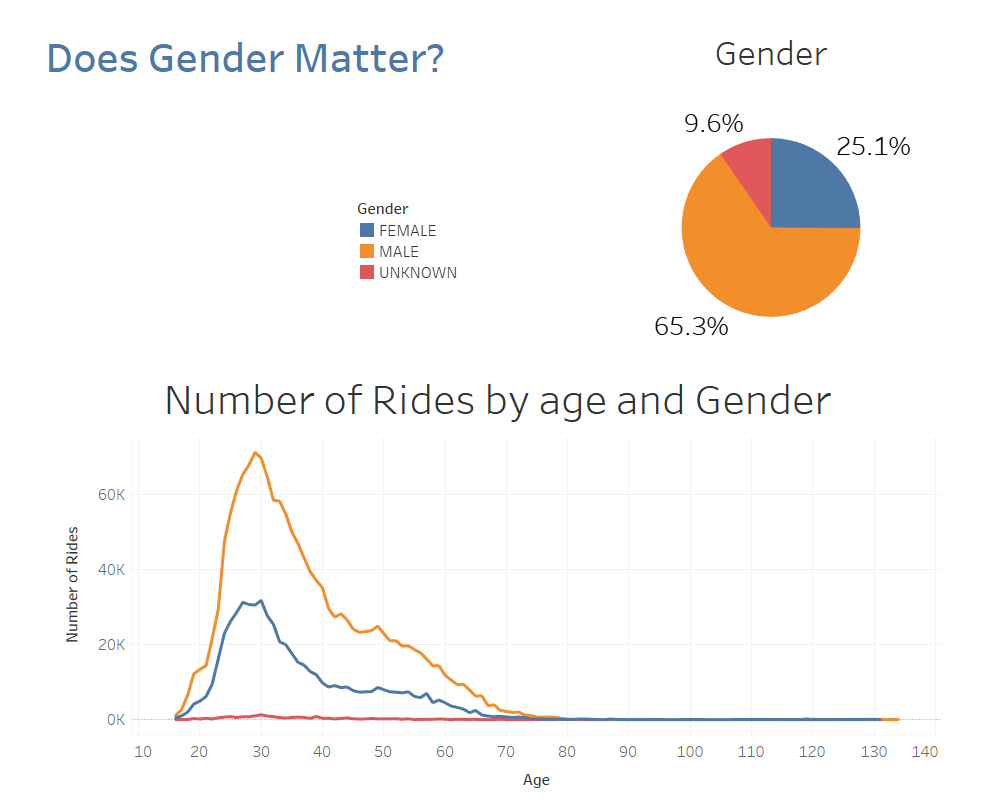 Does Gender Matter?
Gender
9.6%
25.1%
65.3%
Gender
FEMALE
MALE
UNKNOWN
Number of Rides by age and Gender
Number of Rides
60K
40K
20K
0K
10 20 30 40 50 60 70 80 90 100 110 120 130 140
Age